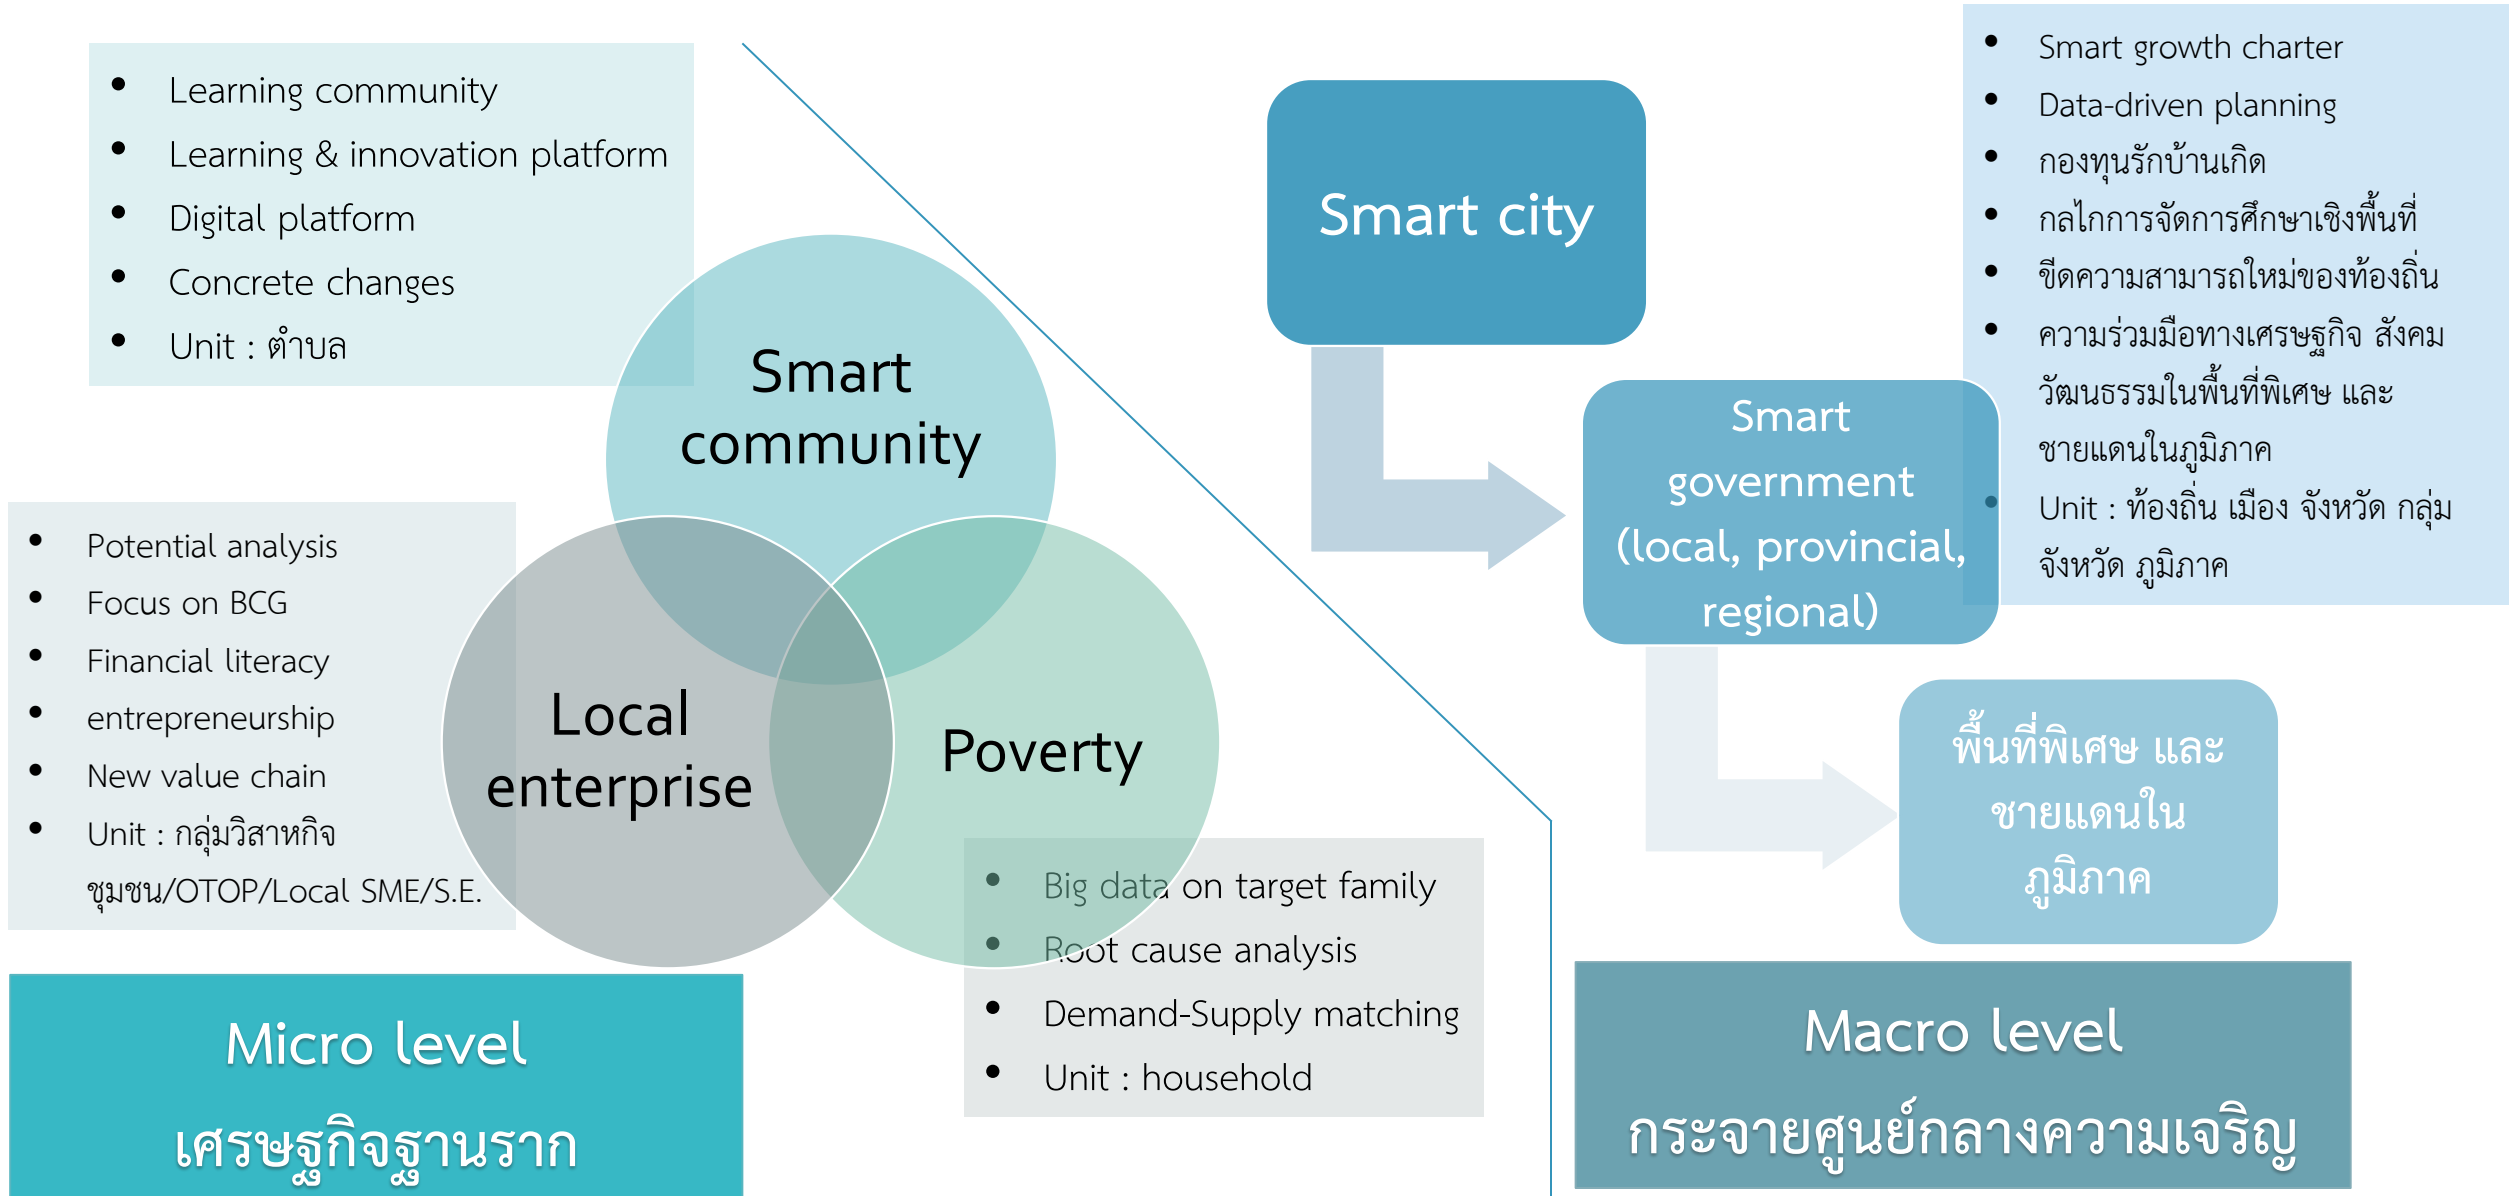 Learning community
Learning & innovation platform
Digital platform
Concrete changes
Unit : ตำบล
Smart
community
Potential analysis
Focus on BCG
Financial literacy
entrepreneurship
New value chain
Unit : กลุ่มวิสาหกิจ
ชุมชน/OTOP/Local SME/S.E.
Local
enterprise
Poverty
Big data on target family
Root cause analysis
Demand-Supply matching
Unit : household
Micro level
เศรษฐกิจฐานราก
Smart city
Smart
government
(local, provincial,
regional)
พื้นที่พิเศษ และ
ชายแดนใน
ภูมิภาค
Smart growth charter
Data-driven planning
กองทุนรักบ้านเกิด
กลไกการจัดการศึกษาเชิงพื้นที่
ขีดความสามารถใหม่ของท้องถิ่น
ความร่วมมือทางเศรษฐกิจ สังคม
วัฒนธรรมในพื้นที่พิเศษ และ
ชายแดนในภูมิภาค
Unit : ท้องถิ่น เมือง จังหวัด กลุ่ม
จังหวัด ภูมิภาค
Macro level
กระจายศูนย์กลางความเจริญ